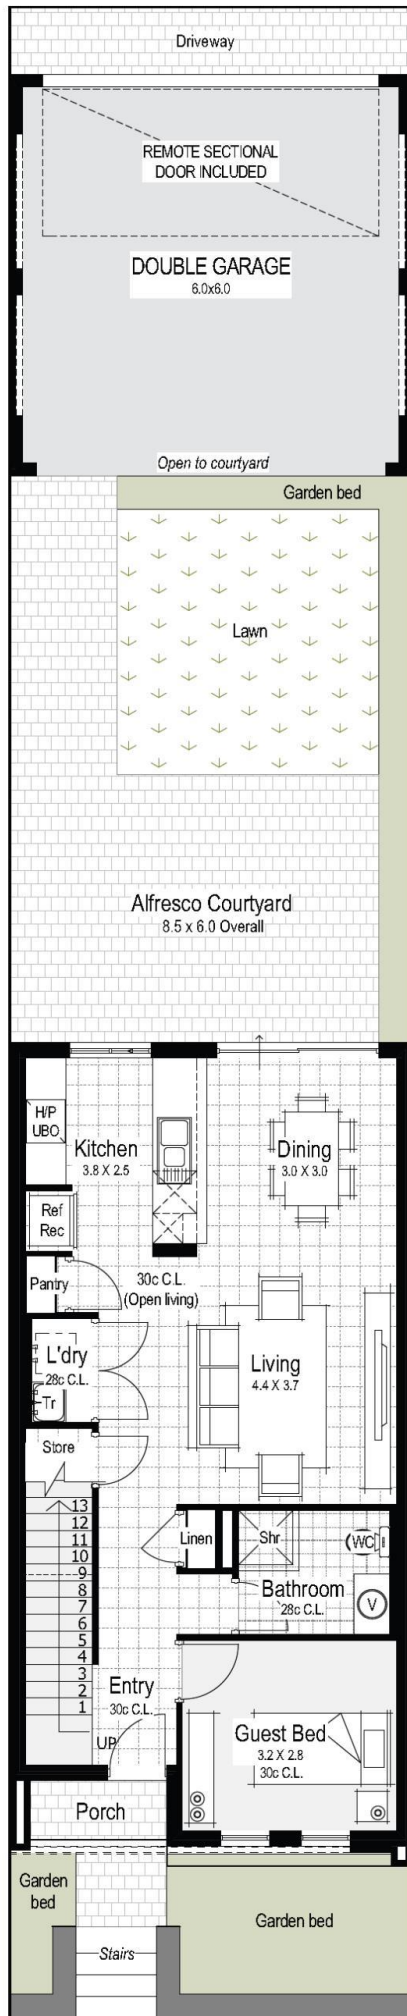 Driveway
REMOTE SECTIONAL
DOOR INCLUDED
DOUBLE GARAGE
6.0x6.0
Open to courtyard
Garden bed
Lawn
Alfresco Courtyard
8.5 x 6.0 Overall
H/P
UBO
Kitchen
3.8 X 2.5
Dining
3.0 X 3.0
Ref
Rec
Pantry
30c C.L.
(Open living)
L'dry
28c C.L.
Tr
Living
4.4 X 3.7
Store
Linen
Shr
WC
Bathroom
28c C.L.
V
13
12
11
10
9
8
7
6
5
4
3
2
1
UP
Entry
30c C.L.
Guest Bed
3.2 X 2.8
30c C.L.
Porch
Garden
bed
Garden bed
Stairs